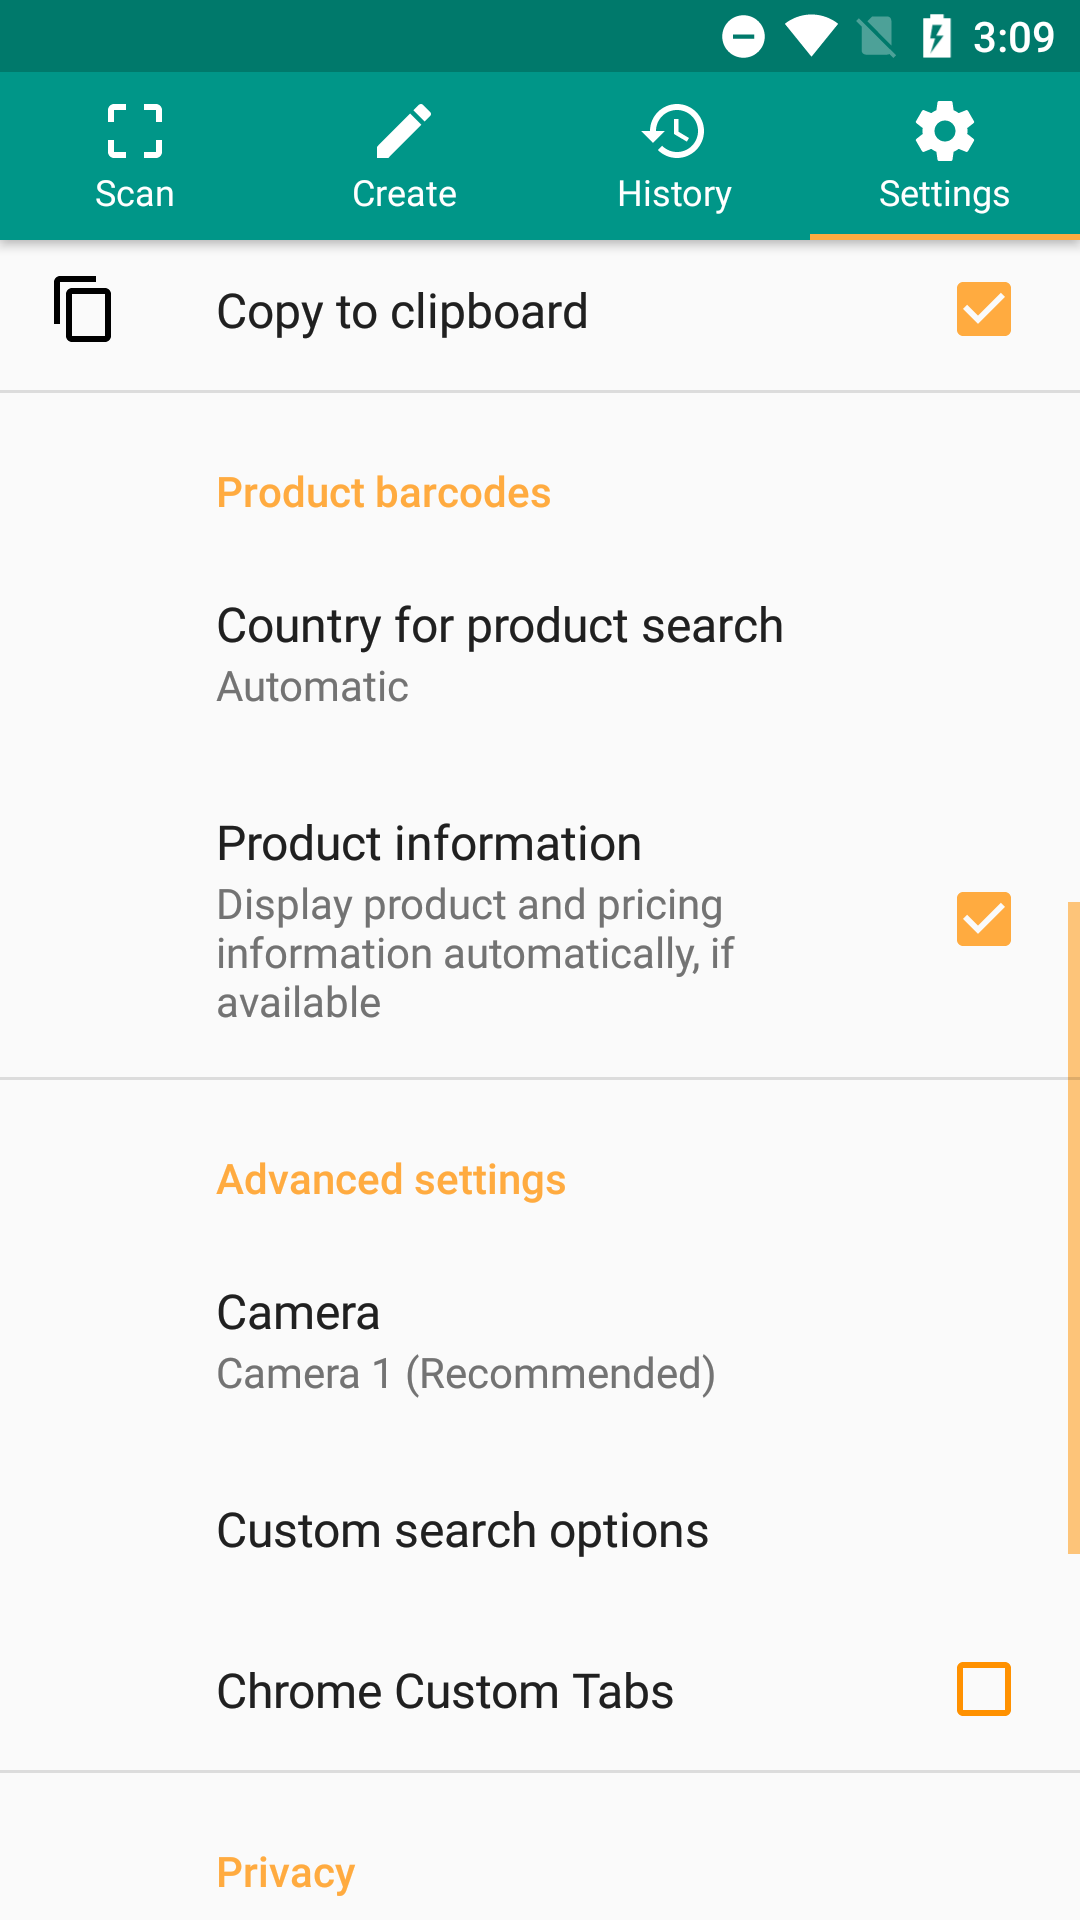 3:09
Scan
Create
History
Settings
Copy to clipboard
Product barcodes
Country for product search
Automatic
Product information
Display product and pricing
information automatically, if
available
Advanced settings
Camera
Camera 1 (Recommended)
Custom search options
Chrome Custom Tabs
Privacy